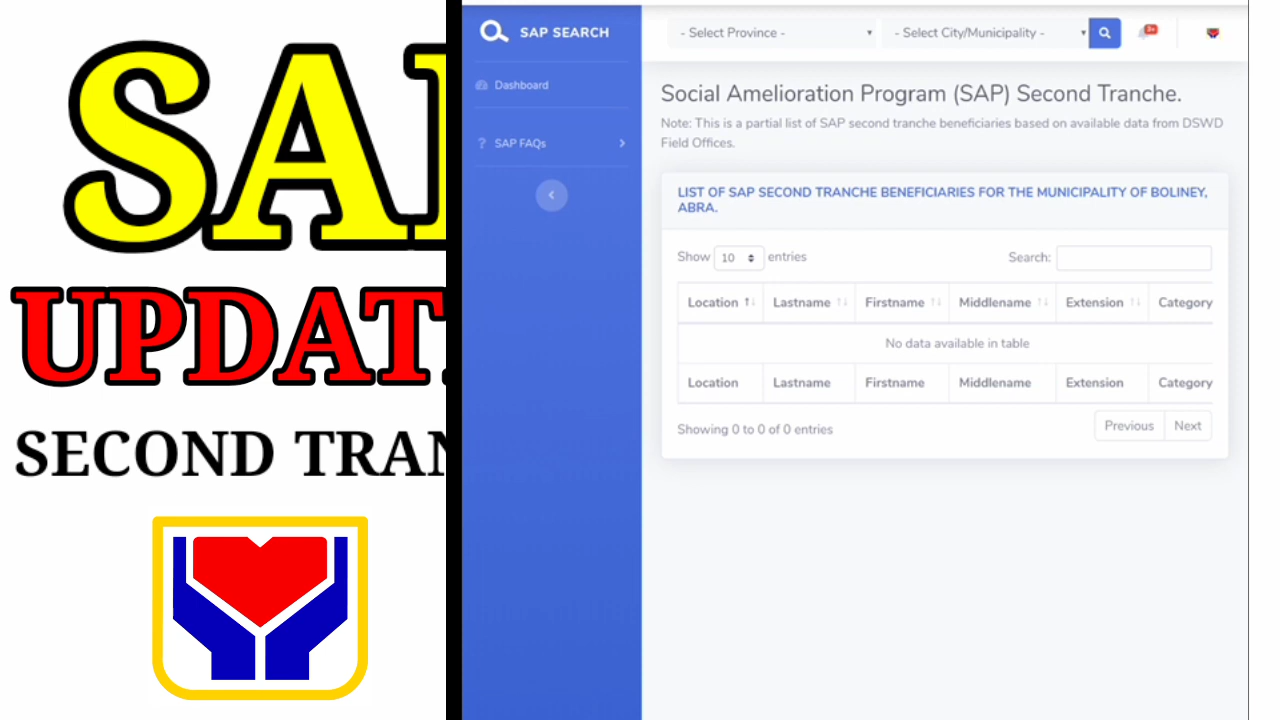 SA
UPDAT
SECOND TRAN
SAP SEARCH
Dashboard
SAP FAQs
- Select Province -
- Select City/Municipality -
3+
Social Amelioration Program (SAP) Second Tranche.
Note: This is a partial list of SAP second tranche beneficiaries based on available data from DSWD
Field Offices.
LIST OF SAP SECOND TRANCHE BENEFICIARIES FOR THE MUNICIPALITY OF BOLINEY,
ABRA.
Show 10 entries
Search:
Location Lastname Firstname Middlename Extension Category
No data available in table
Location Lastname Firstname Middlename Extension Category
Showing 0 to 0 of 0 entries
Previous Next